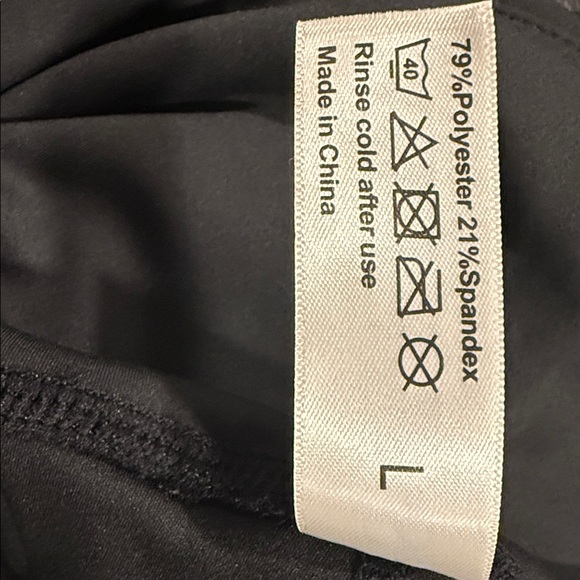 79%Polyester 21%Spandex
40
Rinse cold after use
Made in China
L